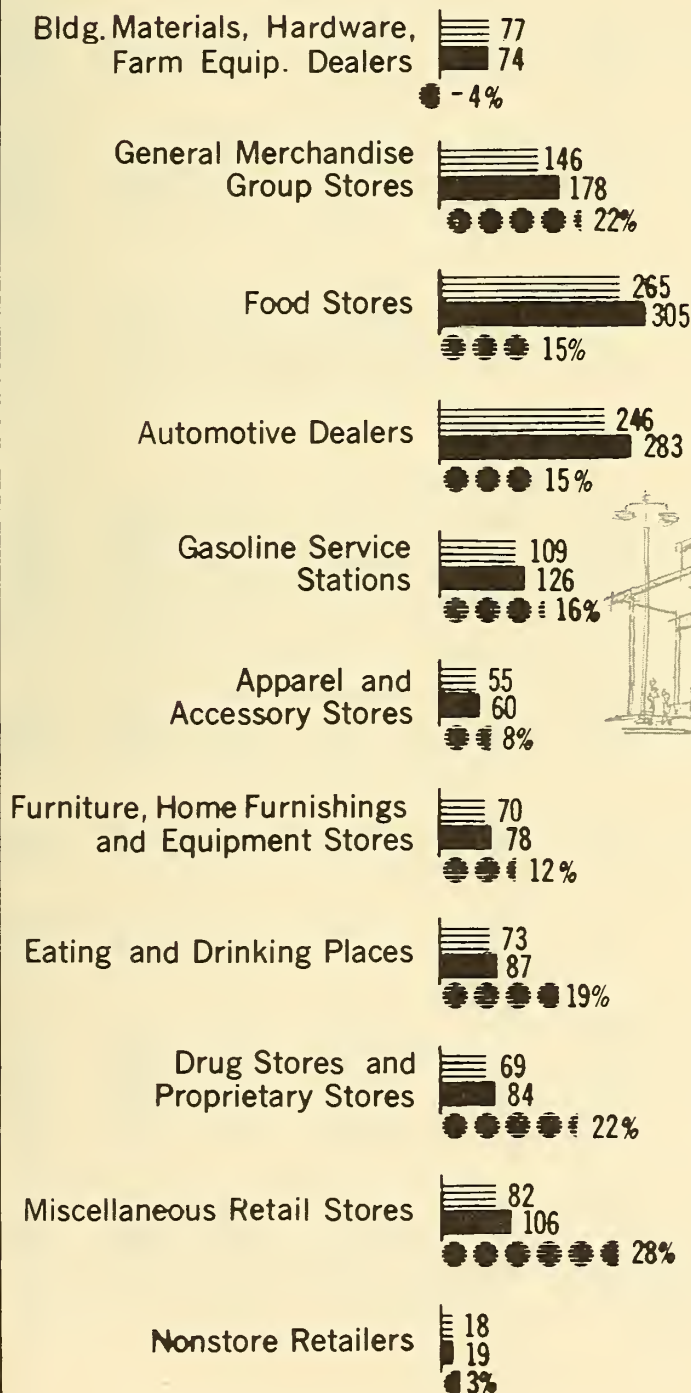 Bldg. Materials, Hardware,
Farm Equip. Dealers
77
74
-4%
General Merchandise
Group Stores
146
178
22%
Food Stores
265
305
15%
Automotive Dealers
246
283
15%
Gasoline Service
Stations
109
126
16%
Apparel and
Accessory Stores
55
60
8%
Furniture, Home Furnishings
and Equipment Stores
70
78
12%
Eating and Drinking Places
73
87
19%
Drug Stores and
Proprietary Stores
69
84
22%
Miscellaneous Retail Stores
82
106
28%
Nonstore Retailers
18
19
3%